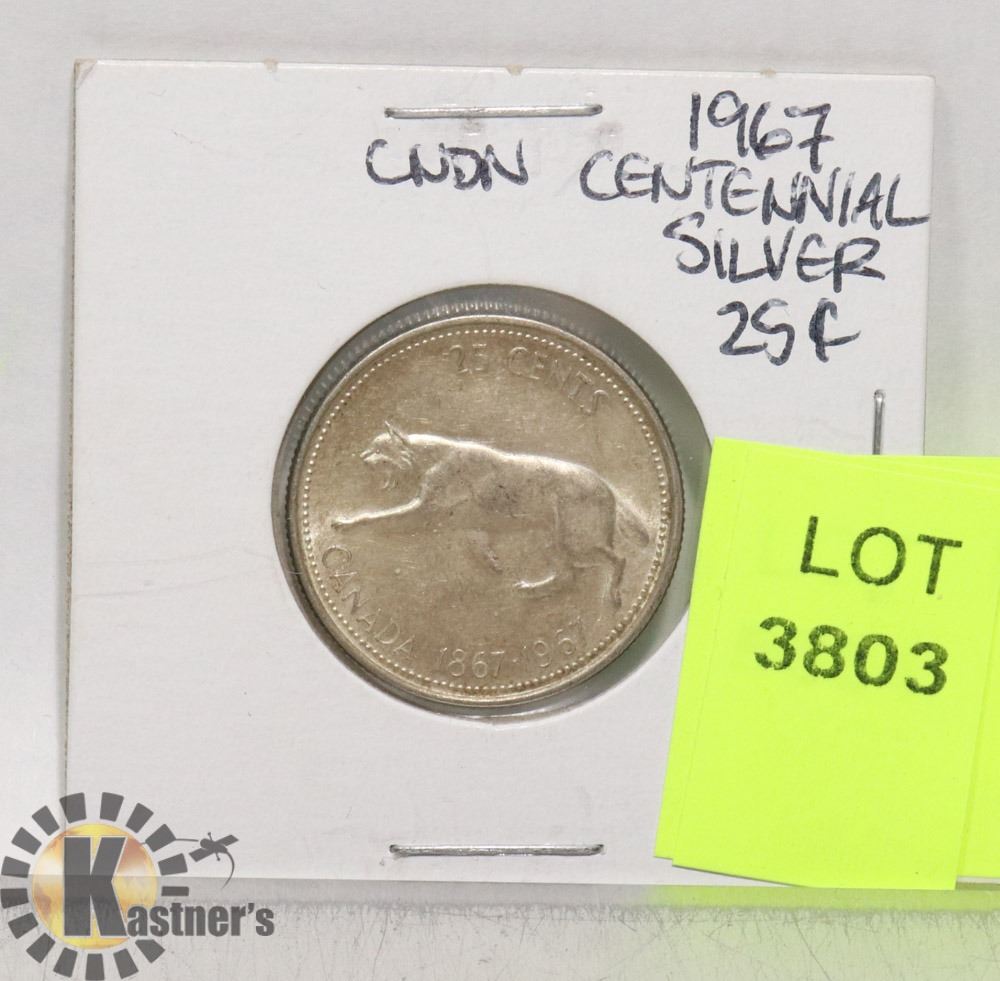 CNDN
1967
CENTENNIAL
SILVER
25¢
25 CENTS
CANADA 1867·1967
LOT
3803
KASTNER'S